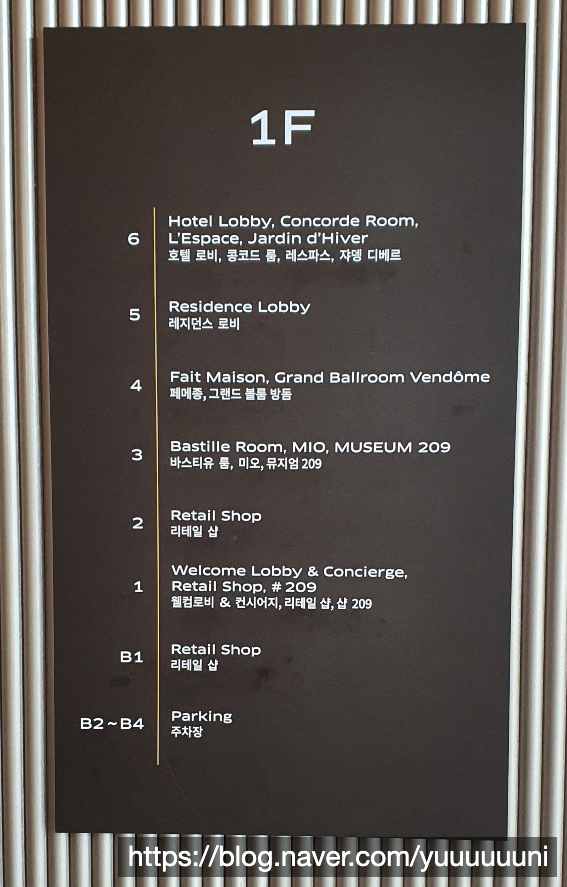 1F
6
Hotel Lobby, Concorde Room,
L'Espace, Jardin d'Hiver
호텔 로비, 콩코드 룸, 레스파스, 쟈뎅 디베르
5
Residence Lobby
레지던스 로비
4
Fait Maison, Grand Ballroom Vendôme
페메종, 그랜드 볼룸 방돔
3
Bastille Room, MIO, MUSEUM 209
바스티유 룸, 미오, 뮤지엄 209
2
Retail Shop
리테일 샵
1
Welcome Lobby & Concierge,
Retail Shop, #209
웰컴로비 & 컨시어지, 리테일 샵, 샵 209
B1
Retail Shop
리테일 샵
B2~B4
Parking
주차장
https://blog.naver.com/yuuuuuuni